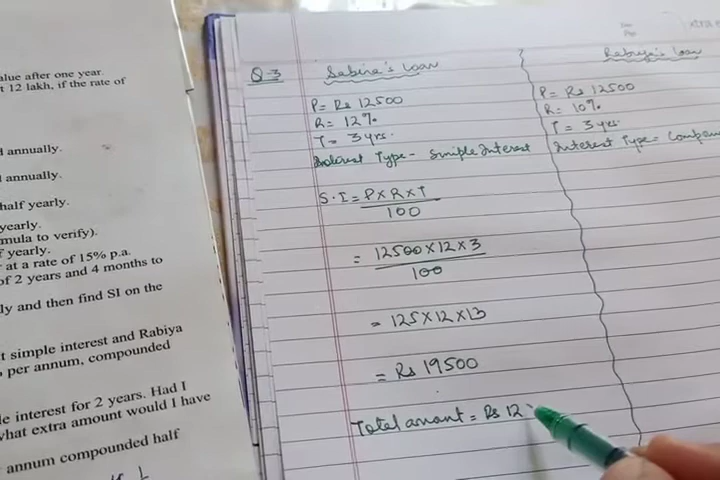 alue after one year.
t 12 lakh, if the rate of
d annually.
annually.
half yearly.
yearly.
mula to verify).
f yearly.
at a rate of 15% p.a.
of 2 years and 4 months to
ly and then find SI on the
t simple interest and Rabiya
per annum, compounded
le interest for 2 years. Had I
what extra amount would I have
annum compounded half
Q3 Sabina's Loan
P = Rs 12500
R = 12%
T = 3 yrs.
Interest Type - Simple Interest
S.I = P×R×T
100
= 12500×12×3
100
= 125×12×13
= Rs 19500
Total amant = Rs 12
Rabiya's Loan
P = Rs 12500
R = 10%
T = 3 yrs.
Interest Type = Compoun